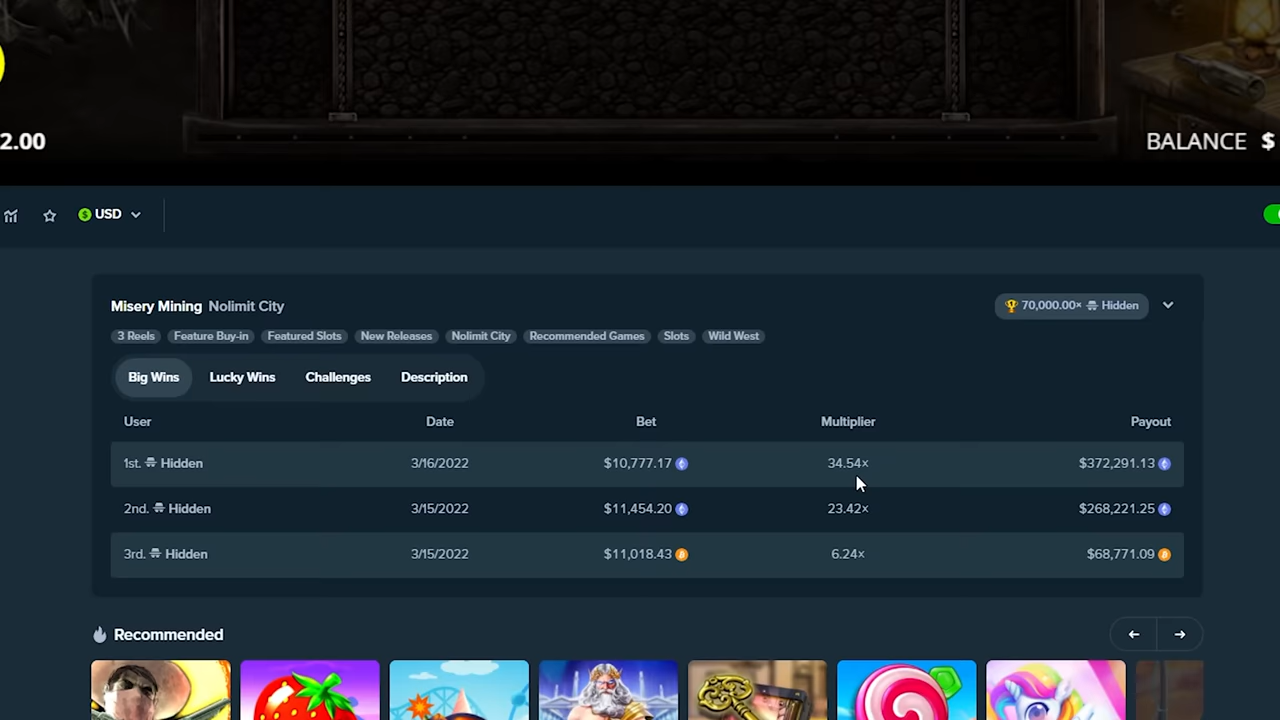 2.00
BALANCE $
USD
Misery Mining Nolimit City
70,000.00× Hidden
3 Reels Feature Buy-in Featured Slots New Releases Nolimit City Recommended Games Slots Wild West
Big Wins Lucky Wins Challenges Description
User Date Bet Multiplier Payout
1st. Hidden 3/16/2022 $10,777.17 34.54× $372,291.13
2nd. Hidden 3/15/2022 $11,454.20 23.42× $268,221.25
3rd. Hidden 3/15/2022 $11,018.43 6.24× $68,771.09
Recommended